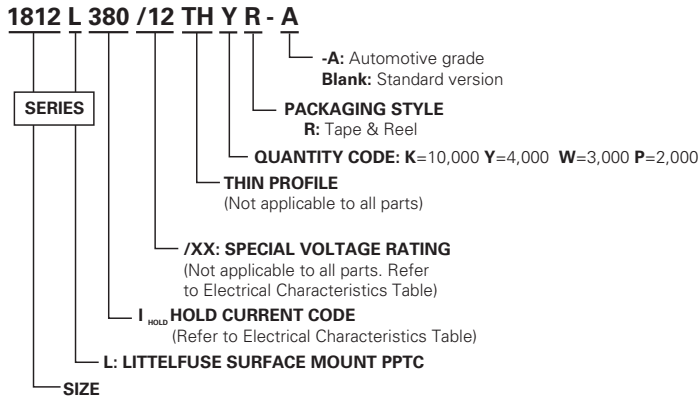 1812 L 380 /12 TH Y R - A
-A: Automotive grade
Blank: Standard version
SERIES
PACKAGING STYLE
R: Tape & Reel
QUANTITY CODE: K=10,000 Y=4,000 W=3,000 P=2,000
THIN PROFILE
(Not applicable to all parts)
/XX: SPECIAL VOLTAGE RATING
(Not applicable to all parts. Refer
to Electrical Characteristics Table)
I HOLD HOLD CURRENT CODE
(Refer to Electrical Characteristics Table)
L: LITTELFUSE SURFACE MOUNT PPTC
SIZE